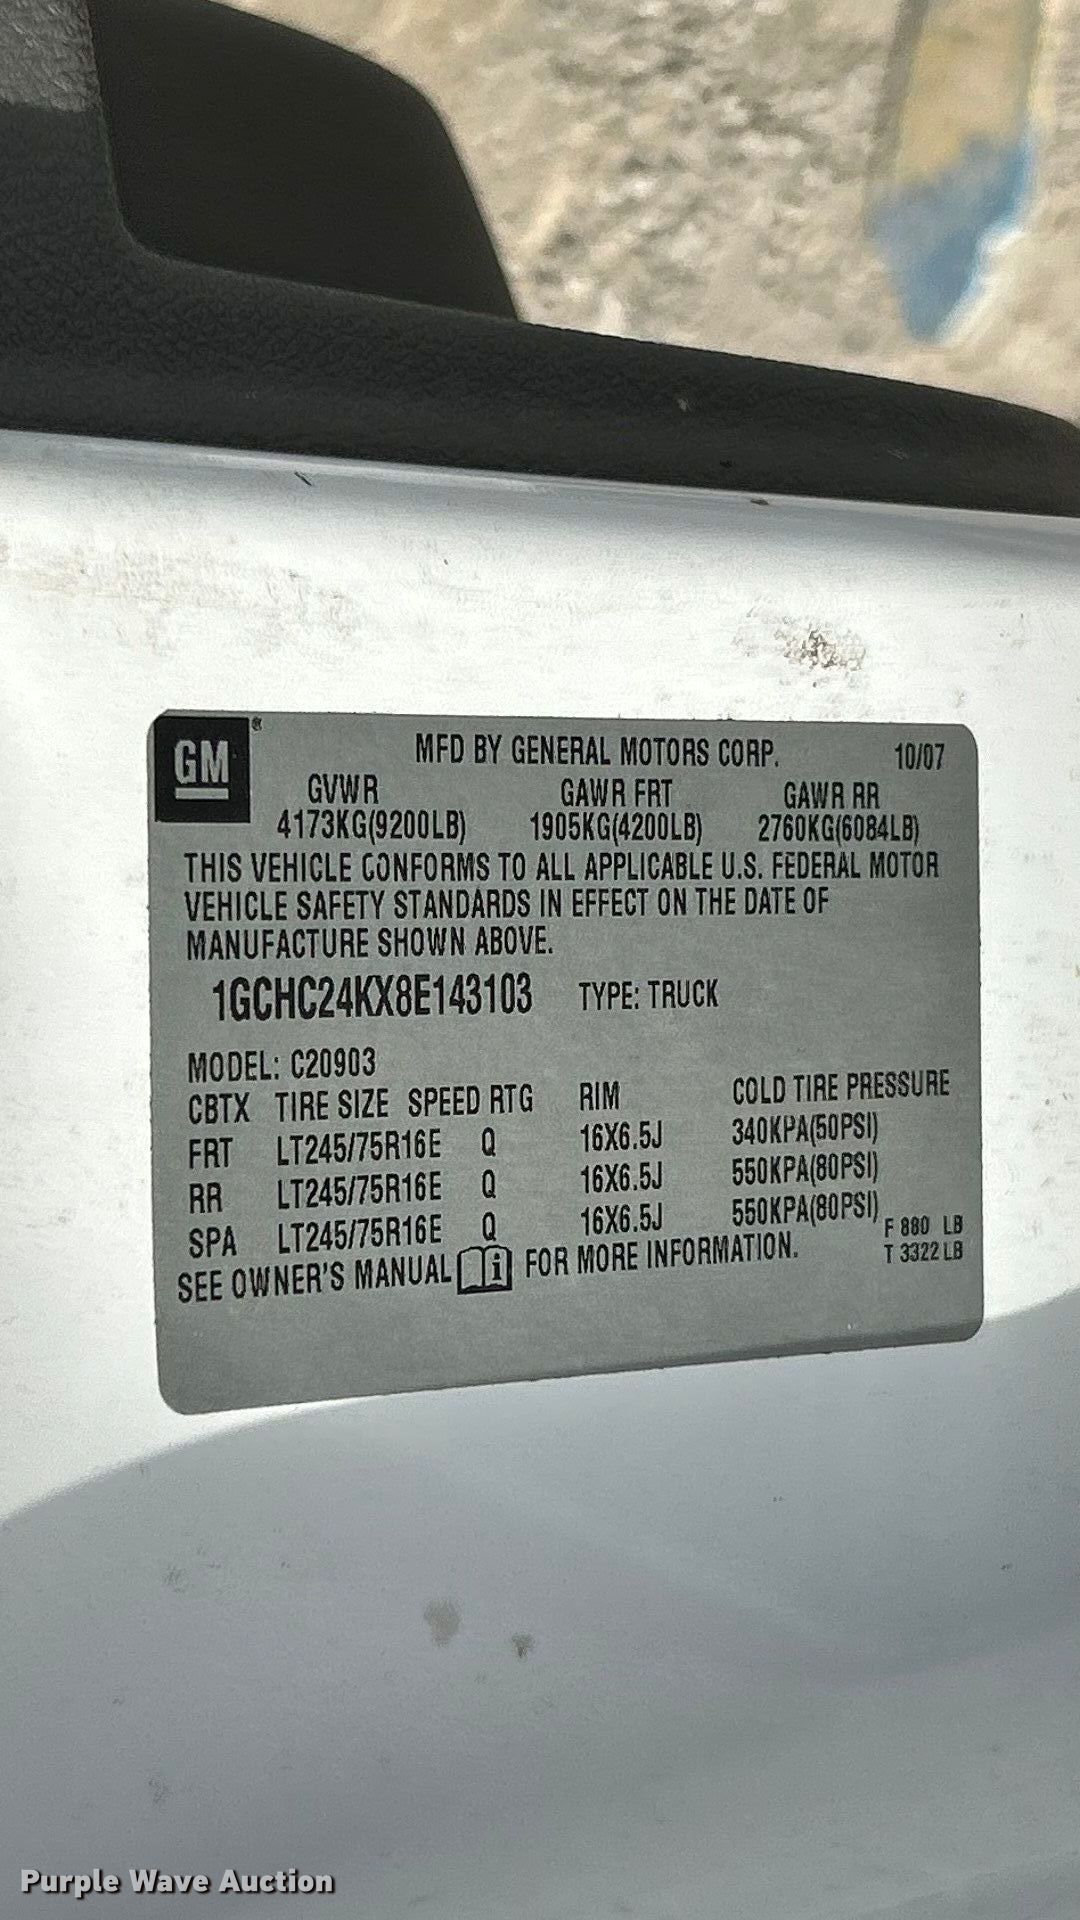 GM ®
MFD BY GENERAL MOTORS CORP. 10/07
GVWR GAWR FRT GAWR RR
4173KG(9200LB) 1905KG(4200LB) 2760KG(6084LB)
THIS VEHICLE CONFORMS TO ALL APPLICABLE U.S. FEDERAL MOTOR
VEHICLE SAFETY STANDARDS IN EFFECT ON THE DATE OF
MANUFACTURE SHOWN ABOVE.
1GCHC24KX8E143103 TYPE: TRUCK
MODEL: C20903
CBTX TIRE SIZE SPEED RTG RIM COLD TIRE PRESSURE
FRT LT245/75R16E Q 16X6.5J 340KPA(50PSI)
RR LT245/75R16E Q 16X6.5J 550KPA(80PSI)
SPA LT245/75R16E Q 16X6.5J 550KPA(80PSI)
F 880 LB
SEE OWNER'S MANUAL i FOR MORE INFORMATION. T 3322 LB
Purple Wave Auction